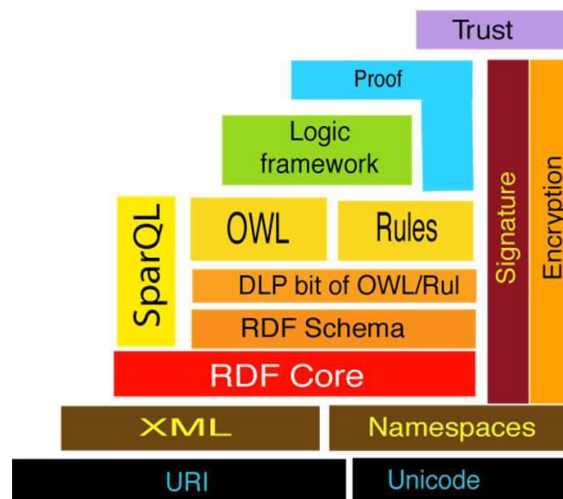 Trust
Proof
Logic
framework
Signature
Encryption
SparQL
OWL
Rules
DLP bit of OWL/Rul
RDF Schema
RDF Core
XML
Namespaces
URI
Unicode